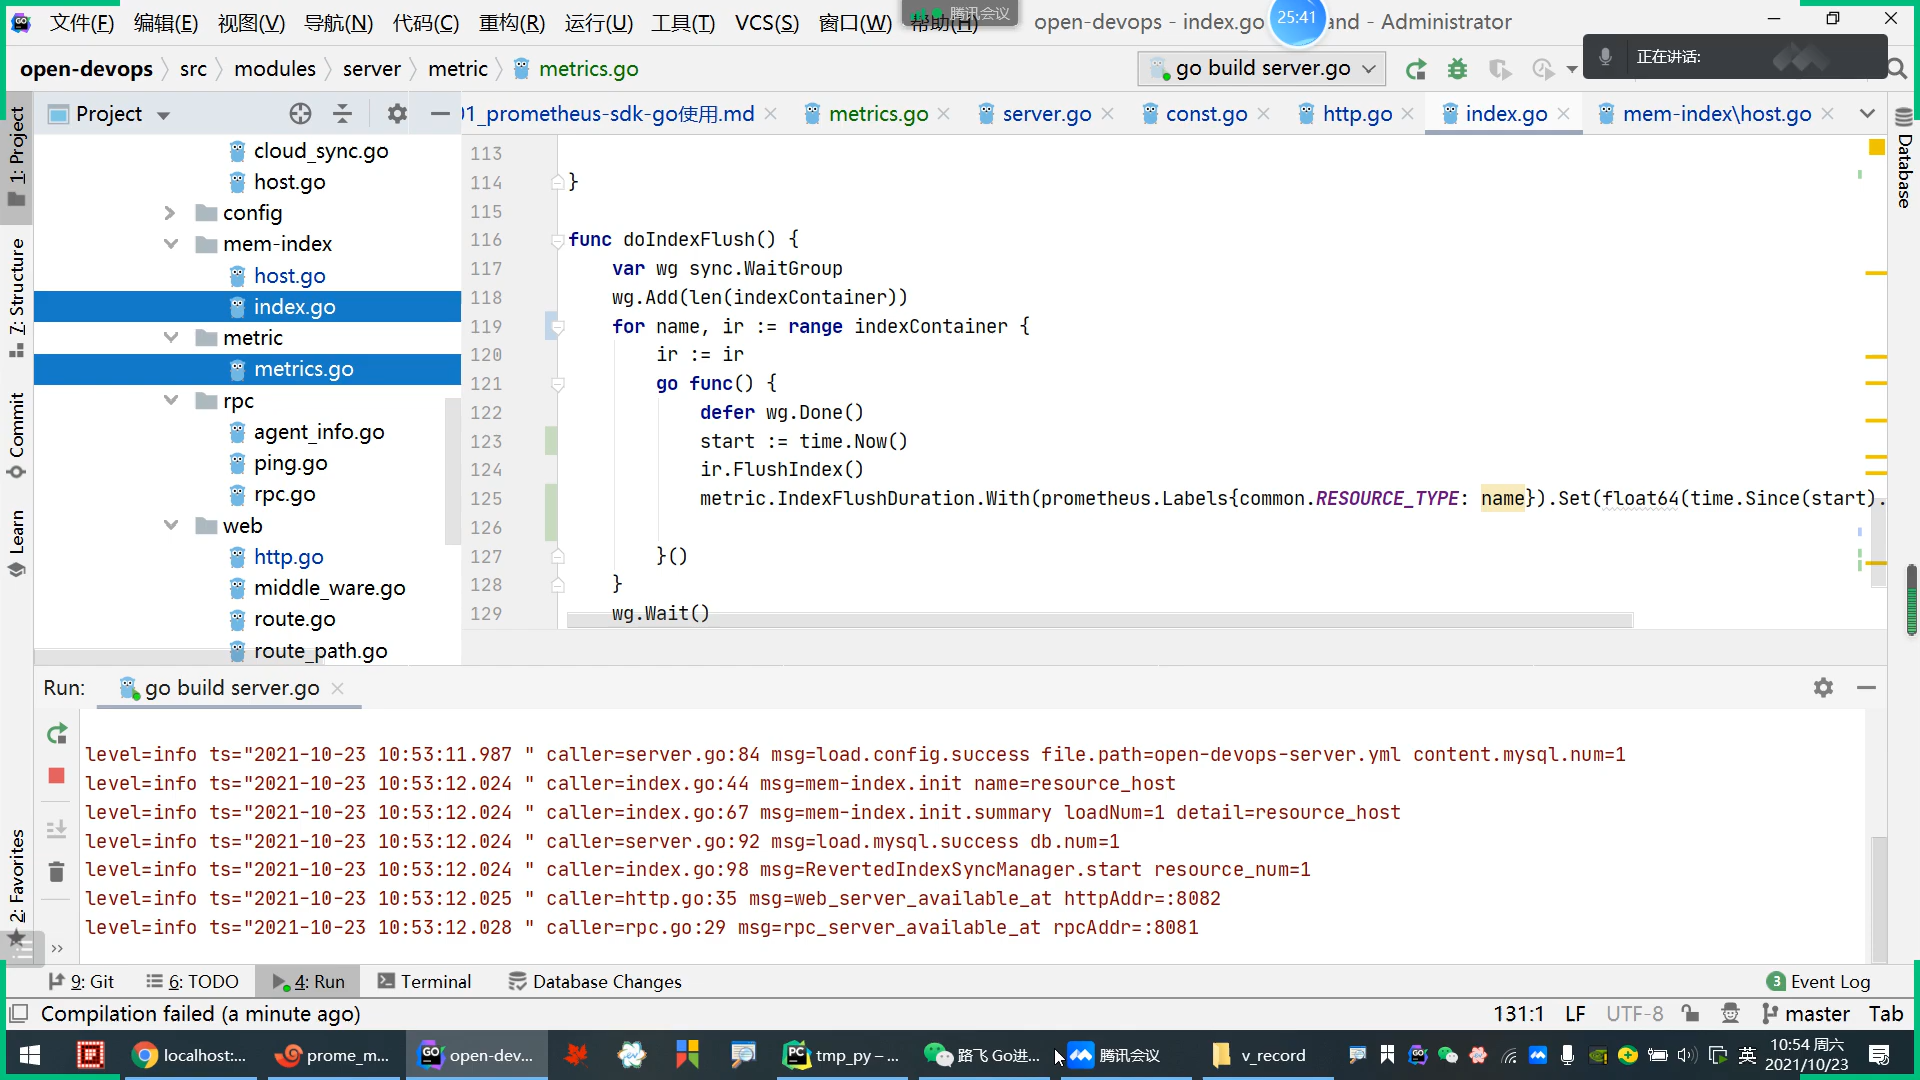 文件(F) 编辑(E) 视图(V) 导航(N) 代码(C) 重构(R) 运行(U) 工具(T) VCS(S) 窗口(W) 帮助(H) open-devops - index.go
and - Administrator
腾讯会议
25:41
正在讲话:
open-devops src modules server metric metrics.go
go build server.go
Project
01_prometheus-sdk-go使用.md metrics.go server.go const.go http.go index.go mem-index\host.go
1: Project
7: Structure
Commit
Learn
2: Favorites
Database
cloud_sync.go
host.go
config
mem-index
host.go
index.go
metric
metrics.go
rpc
agent_info.go
ping.go
rpc.go
web
http.go
middle_ware.go
route.go
route_path.go
113
114 }
115
116 func doIndexFlush() {
117 var wg sync.WaitGroup
118 wg.Add(len(indexContainer))
119 for name, ir := range indexContainer {
120 ir := ir
121 go func() {
122 defer wg.Done()
123 start := time.Now()
124 ir.FlushIndex()
125 metric.IndexFlushDuration.With(prometheus.Labels{common.RESOURCE_TYPE: name}).Set(float64(time.Since(start).
126
127 }()
128 }
129 wg.Wait()
Run: go build server.go
level=info ts="2021-10-23 10:53:11.987 " caller=server.go:84 msg=load.config.success file.path=open-devops-server.yml content.mysql.num=1
level=info ts="2021-10-23 10:53:12.024 " caller=index.go:44 msg=mem-index.init name=resource_host
level=info ts="2021-10-23 10:53:12.024 " caller=index.go:67 msg=mem-index.init.summary loadNum=1 detail=resource_host
level=info ts="2021-10-23 10:53:12.024 " caller=server.go:92 msg=load.mysql.success db.num=1
level=info ts="2021-10-23 10:53:12.024 " caller=index.go:98 msg=RevertedIndexSyncManager.start resource_num=1
level=info ts="2021-10-23 10:53:12.025 " caller=http.go:35 msg=web_server_available_at httpAddr=:8082
level=info ts="2021-10-23 10:53:12.028 " caller=rpc.go:29 msg=rpc_server_available_at rpcAddr=:8081
9: Git 6: TODO 4: Run Terminal Database Changes 3 Event Log
Compilation failed (a minute ago) 131:1 LF UTF-8 master Tab
localhost:... prome_m... open-dev... tmp_py – ... 路飞 Go进... 腾讯会议 v_record 英 10:54 周六
2021/10/23